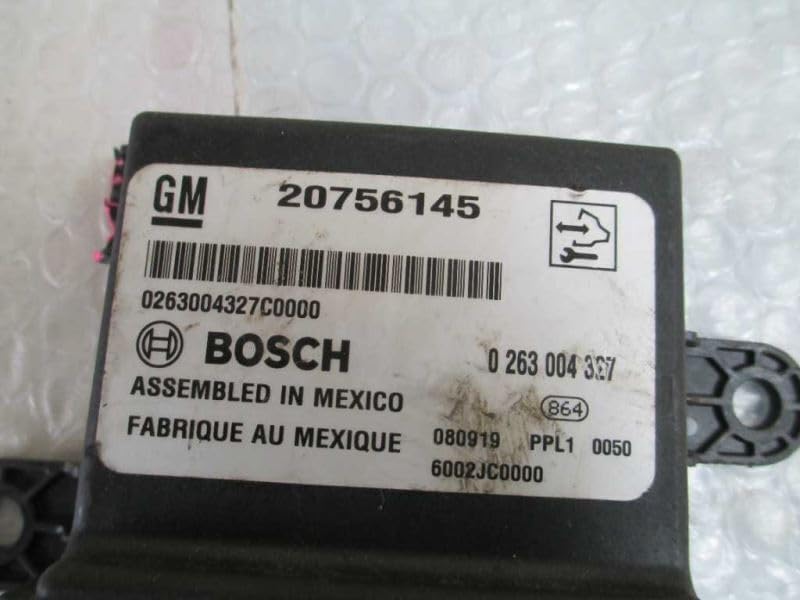 GM 20756145
0263004327C0000
BOSCH 0 263 004 327
ASSEMBLED IN MEXICO
864
FABRIQUE AU MEXIQUE 080919 PPL1 0050
6002JC0000